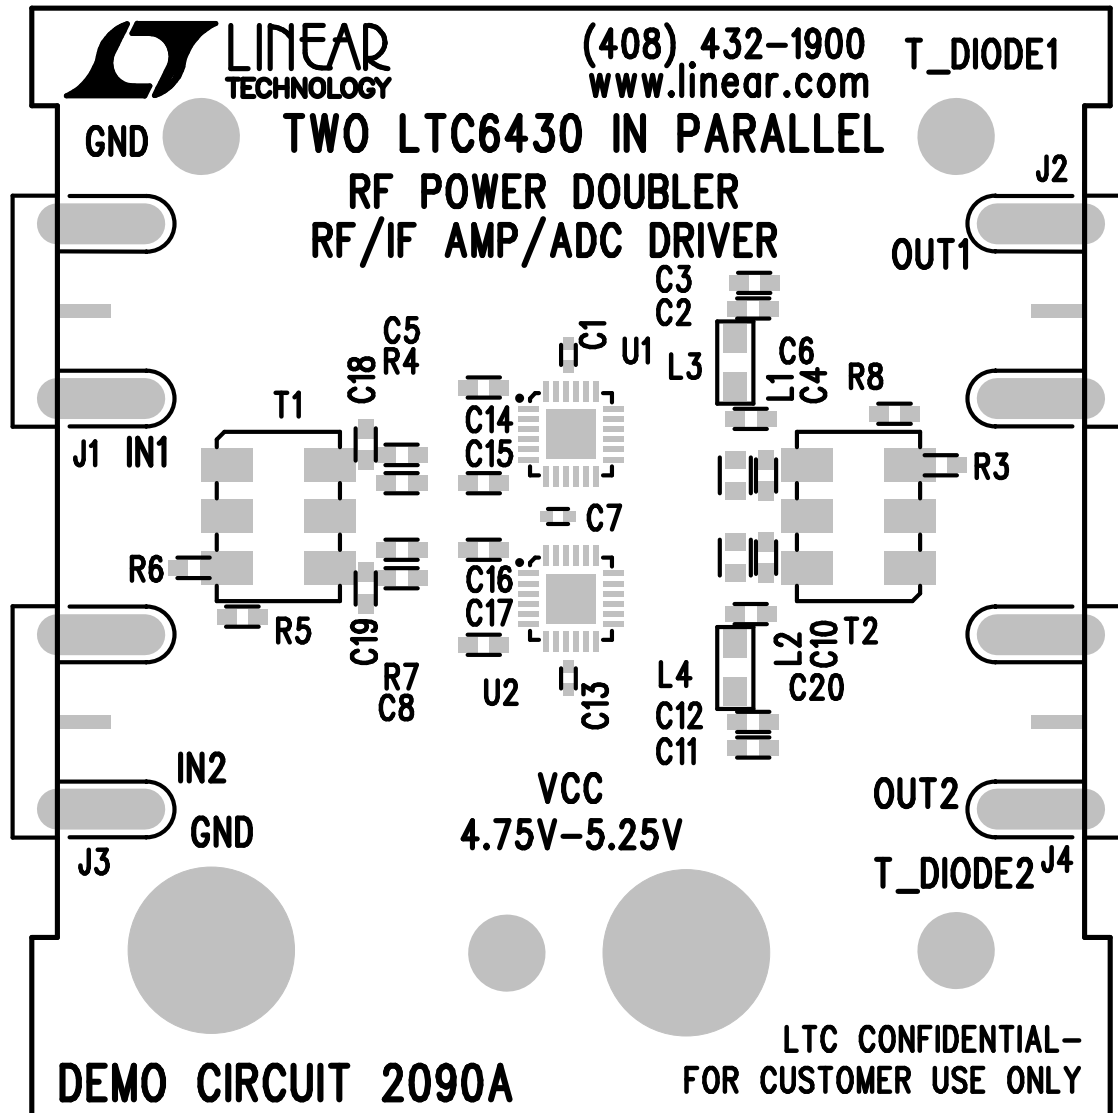 LINEAR
TECHNOLOGY
(408) 432-1900
www.linear.com
T_DIODE1
GND
TWO LTC6430 IN PARALLEL
RF POWER DOUBLER
RF/IF AMP/ADC DRIVER
J2
OUT1
C3
C2
C5
R4
C18
C1
U1
L3
C6
L1
C4
R8
T1
J1
IN1
C14
C15
R3
C7
R6
C16
C17
R5
C19
R7
C8
U2
C13
L4
C12
C11
L2
C10
C20
T2
IN2
GND
J3
VCC
4.75V-5.25V
OUT2
T_DIODE2
J4
LTC CONFIDENTIAL-
FOR CUSTOMER USE ONLY
DEMO CIRCUIT 2090A